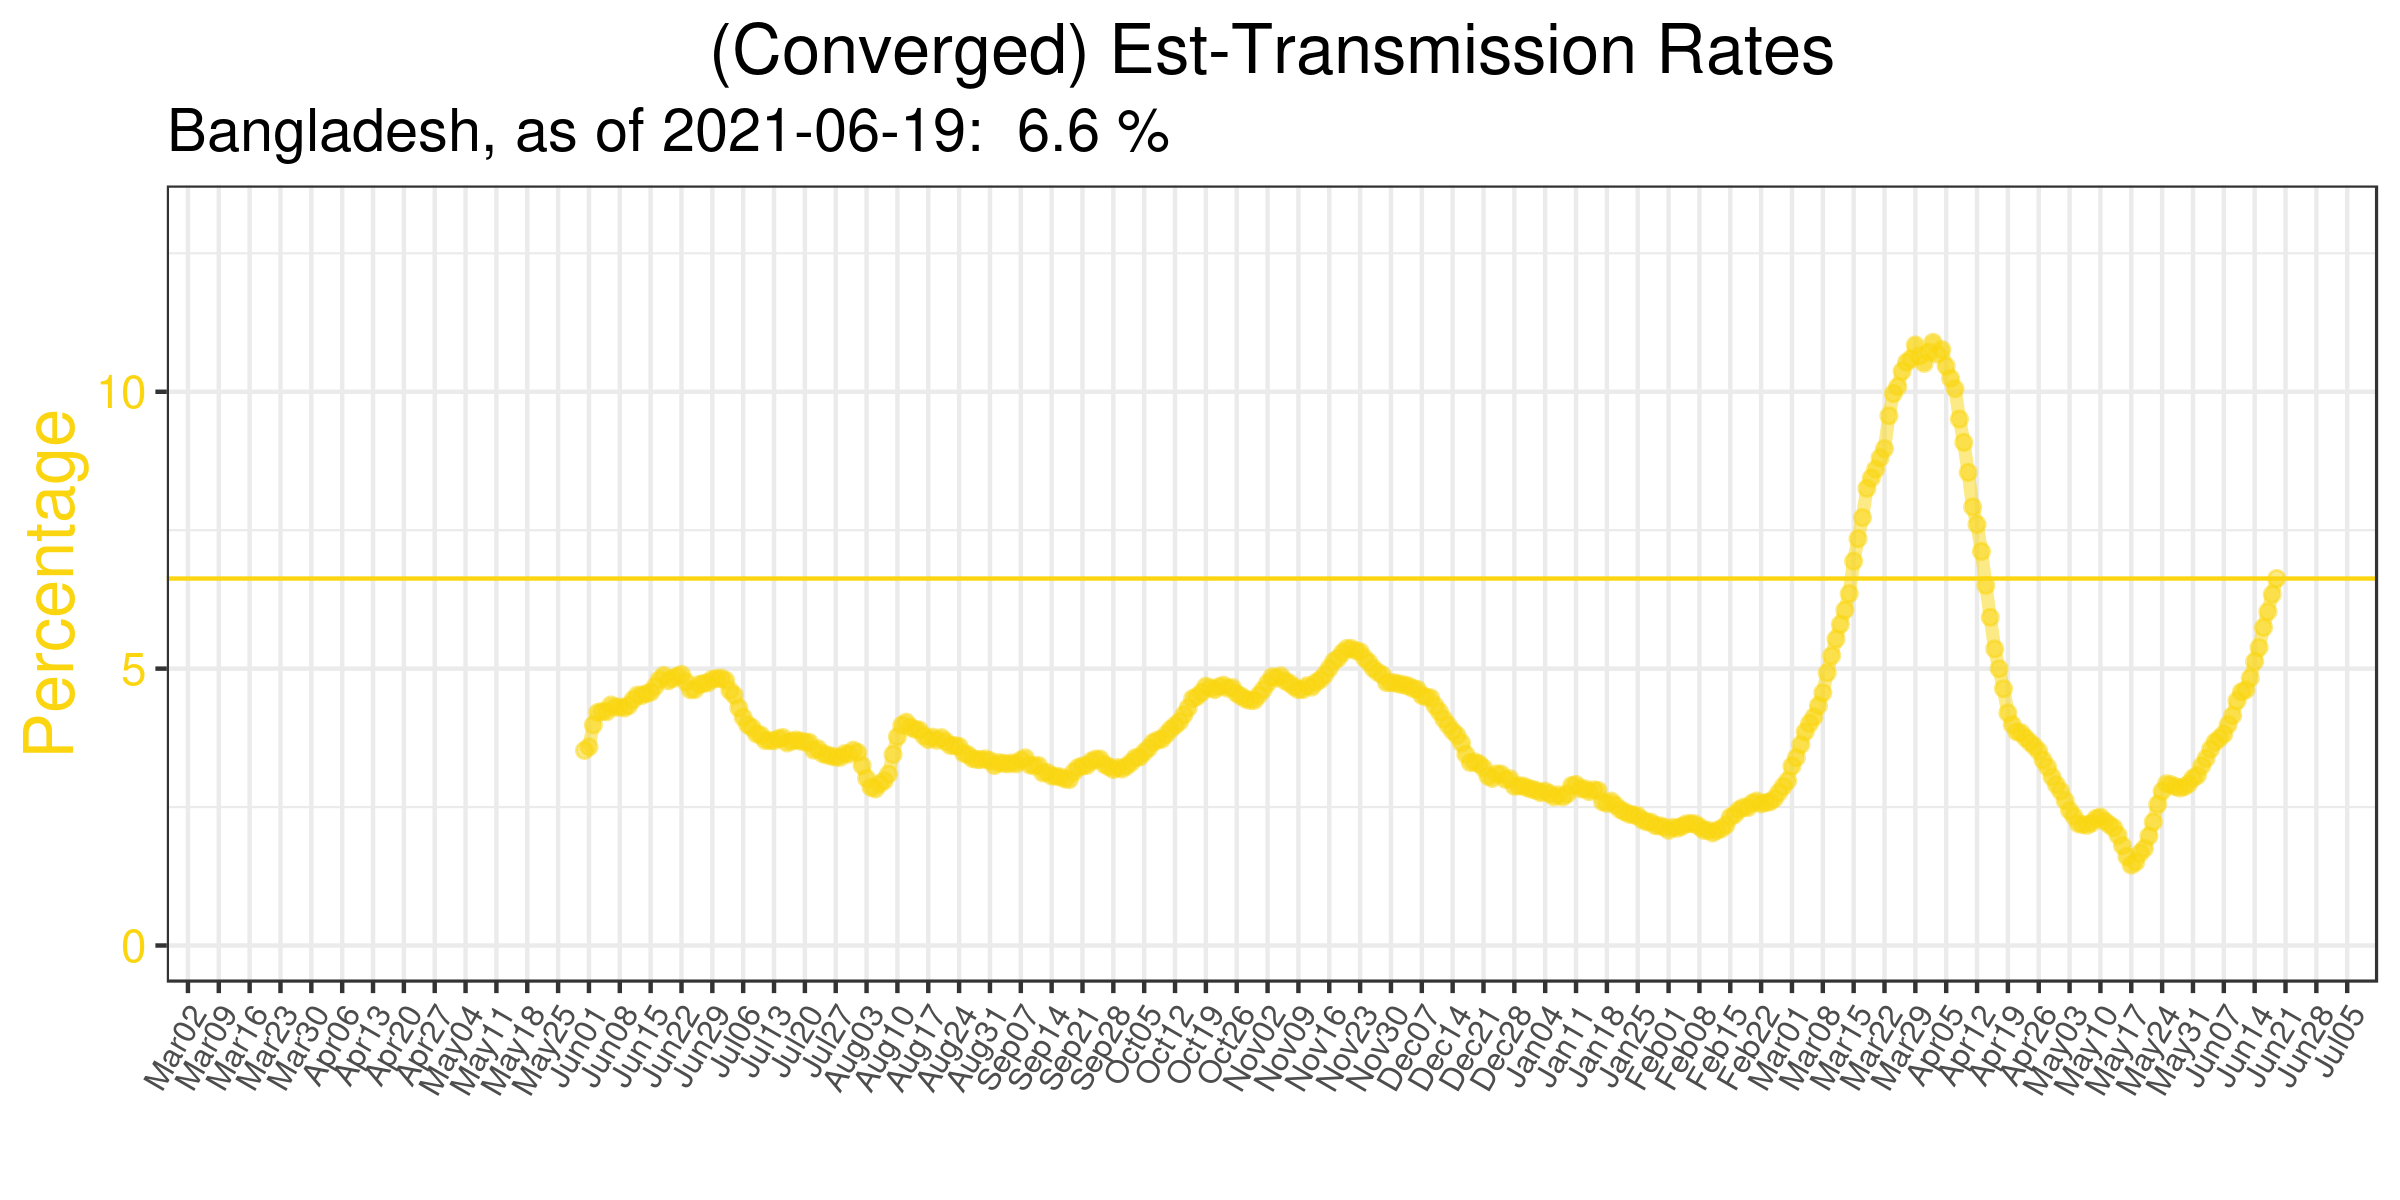 (Converged) Est-Transmission Rates
Bangladesh, as of 2021-06-19:  6.6 %
Percentage
10
5
0
Mar02
Mar09
Mar16
Mar23
Mar30
Apr06
Apr13
Apr20
Apr27
May04
May11
May18
May25
Jun01
Jun08
Jun15
Jun22
Jun29
Jul06
Jul13
Jul20
Jul27
Aug03
Aug10
Aug17
Aug24
Aug31
Sep07
Sep14
Sep21
Sep28
Oct05
Oct12
Oct19
Oct26
Nov02
Nov09
Nov16
Nov23
Nov30
Dec07
Dec14
Dec21
Dec28
Jan04
Jan11
Jan18
Jan25
Feb01
Feb08
Feb15
Feb22
Mar01
Mar08
Mar15
Mar22
Mar29
Apr05
Apr12
Apr19
Apr26
May03
May10
May17
May24
May31
Jun07
Jun14
Jun21
Jun28
Jul05